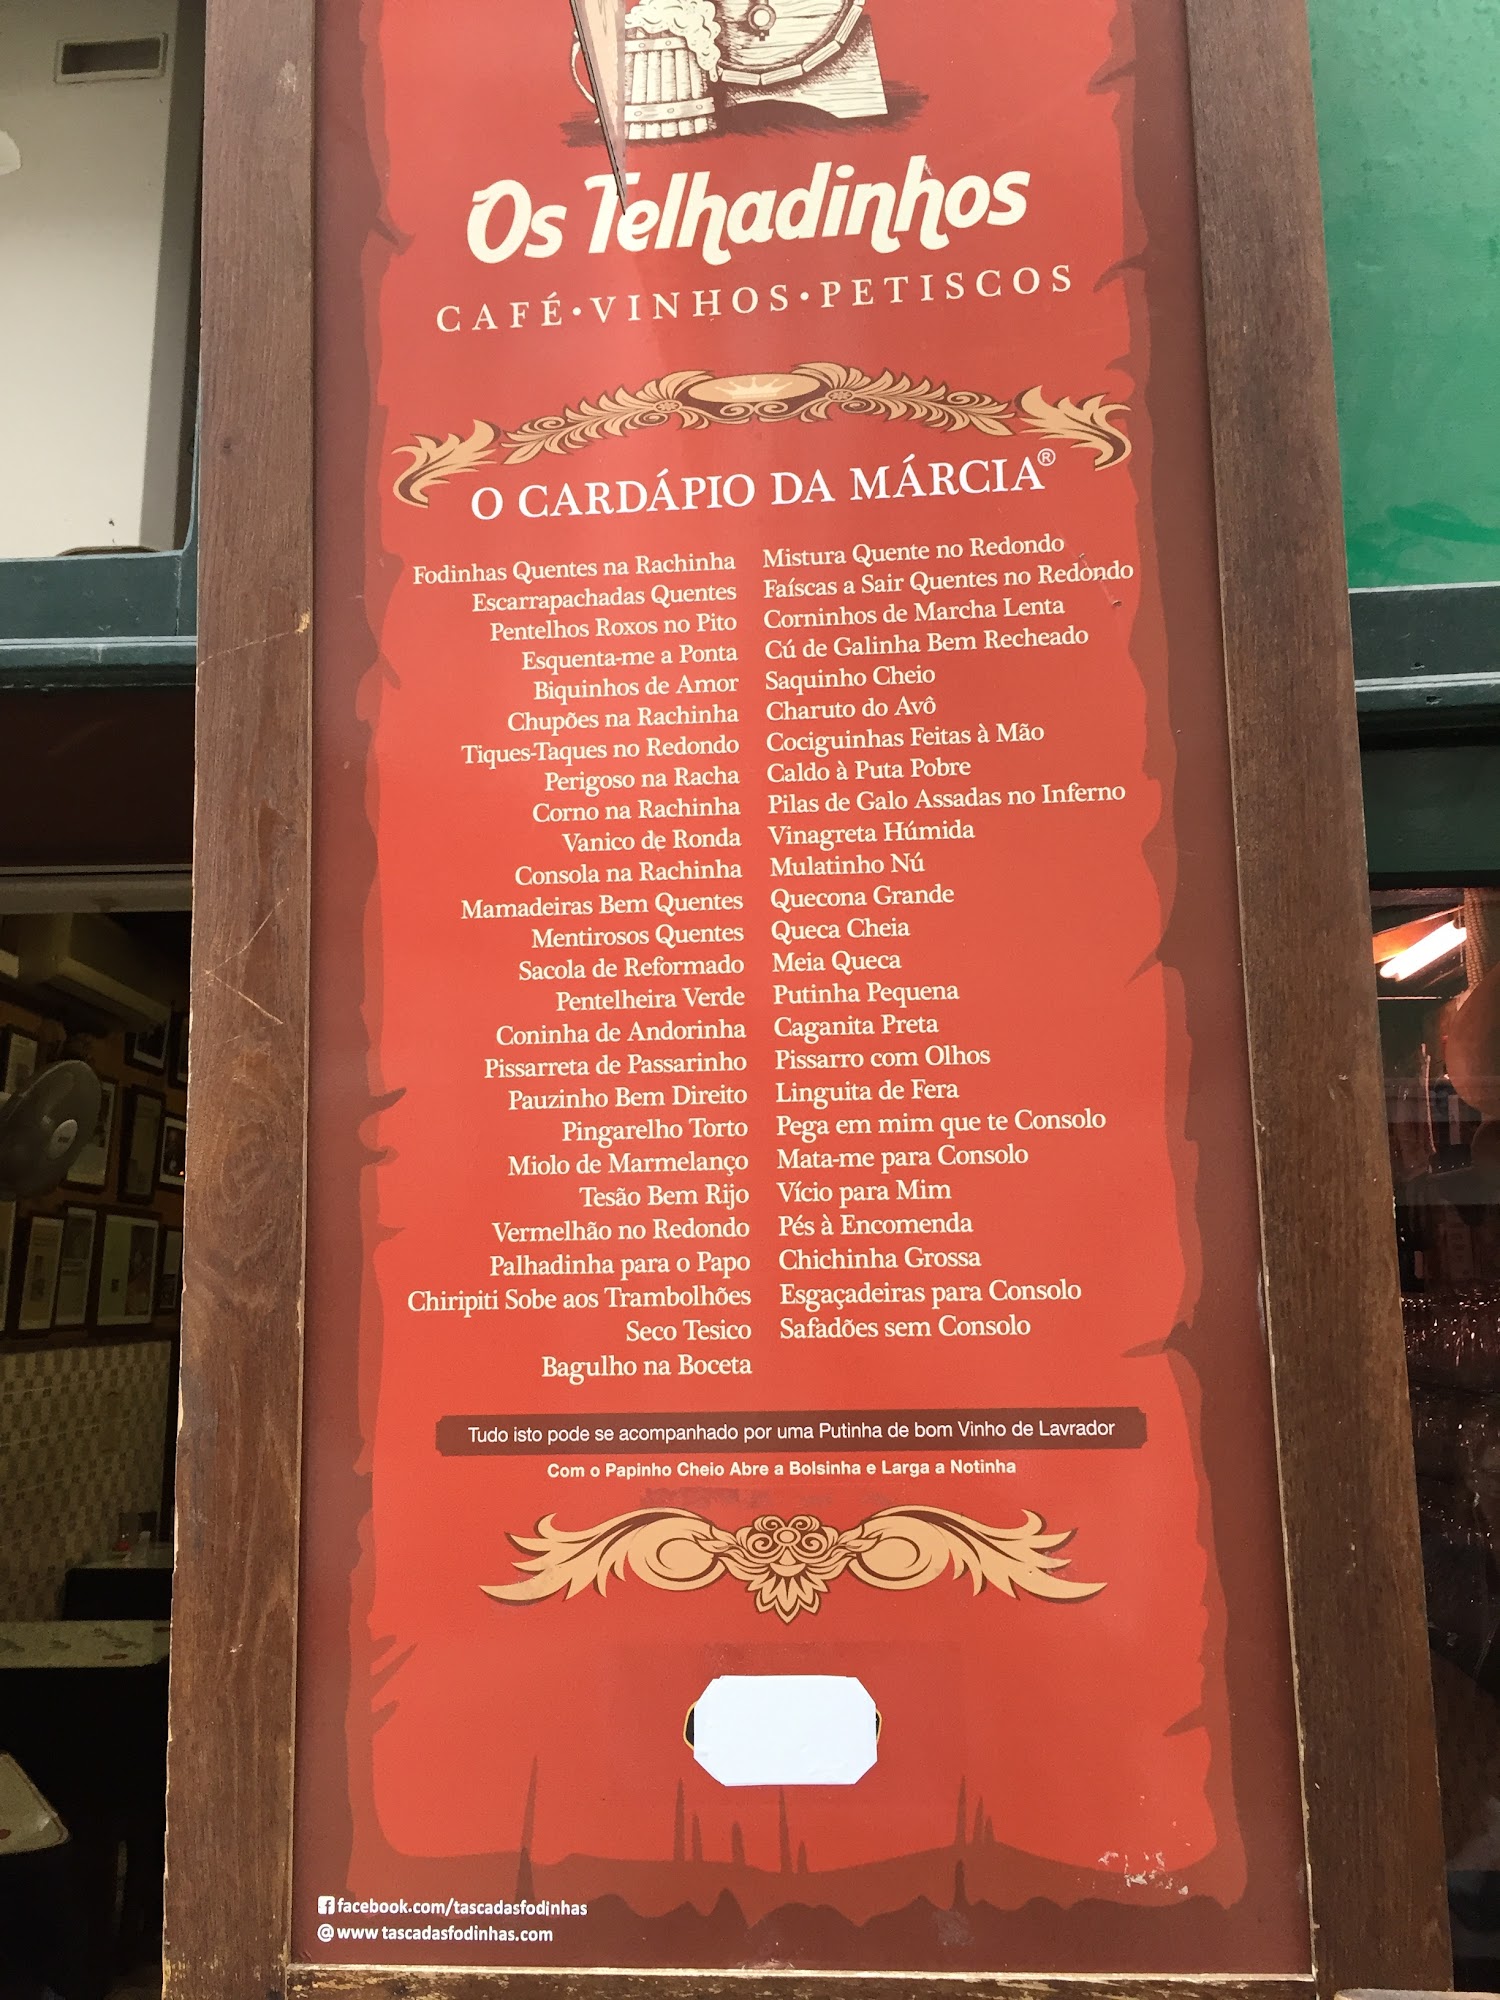 Os Telhadinhos
CAFÉ•VINHOS•PETISCOS
O CARDÁPIO DA MÁRCIA®
Fodinhas Quentes na Rachinha
Escarrapachadas Quentes
Pentelhos Roxos no Pito
Esquenta-me a Ponta
Biquinhos de Amor
Chupões na Rachinha
Tiques-Taques no Redondo
Perigoso na Racha
Corno na Rachinha
Vanico de Ronda
Consola na Rachinha
Mamadeiras Bem Quentes
Mentirosos Quentes
Sacola de Reformado
Pentelheira Verde
Coninha de Andorinha
Pissarreta de Passarinho
Pauzinho Bem Direito
Pingarelho Torto
Miolo de Marmelanço
Tesão Bem Rijo
Vermelhão no Redondo
Palhadinha para o Papo
Chiripiti Sobe aos Trambolhões
Seco Tesico
Bagulho na Boceta
Mistura Quente no Redondo
Faíscas a Sair Quentes no Redondo
Corninhos de Marcha Lenta
Cú de Galinha Bem Recheado
Saquinho Cheio
Charuto do Avô
Cociguinhas Feitas à Mão
Caldo à Puta Pobre
Pilas de Galo Assadas no Inferno
Vinagreta Húmida
Mulatinho Nú
Quecona Grande
Queca Cheia
Meia Queca
Putinha Pequena
Caganita Preta
Pissarro com Olhos
Linguita de Fera
Pega em mim que te Consolo
Mata-me para Consolo
Vício para Mim
Pés à Encomenda
Chichinha Grossa
Esgaçadeiras para Consolo
Safadões sem Consolo
Tudo isto pode se acompanhado por uma Putinha de bom Vinho de Lavrador
Com o Papinho Cheio Abre a Bolsinha e Larga a Notinha
facebook.com/tascadasfodinhas
@ www.tascadasfodinhas.com